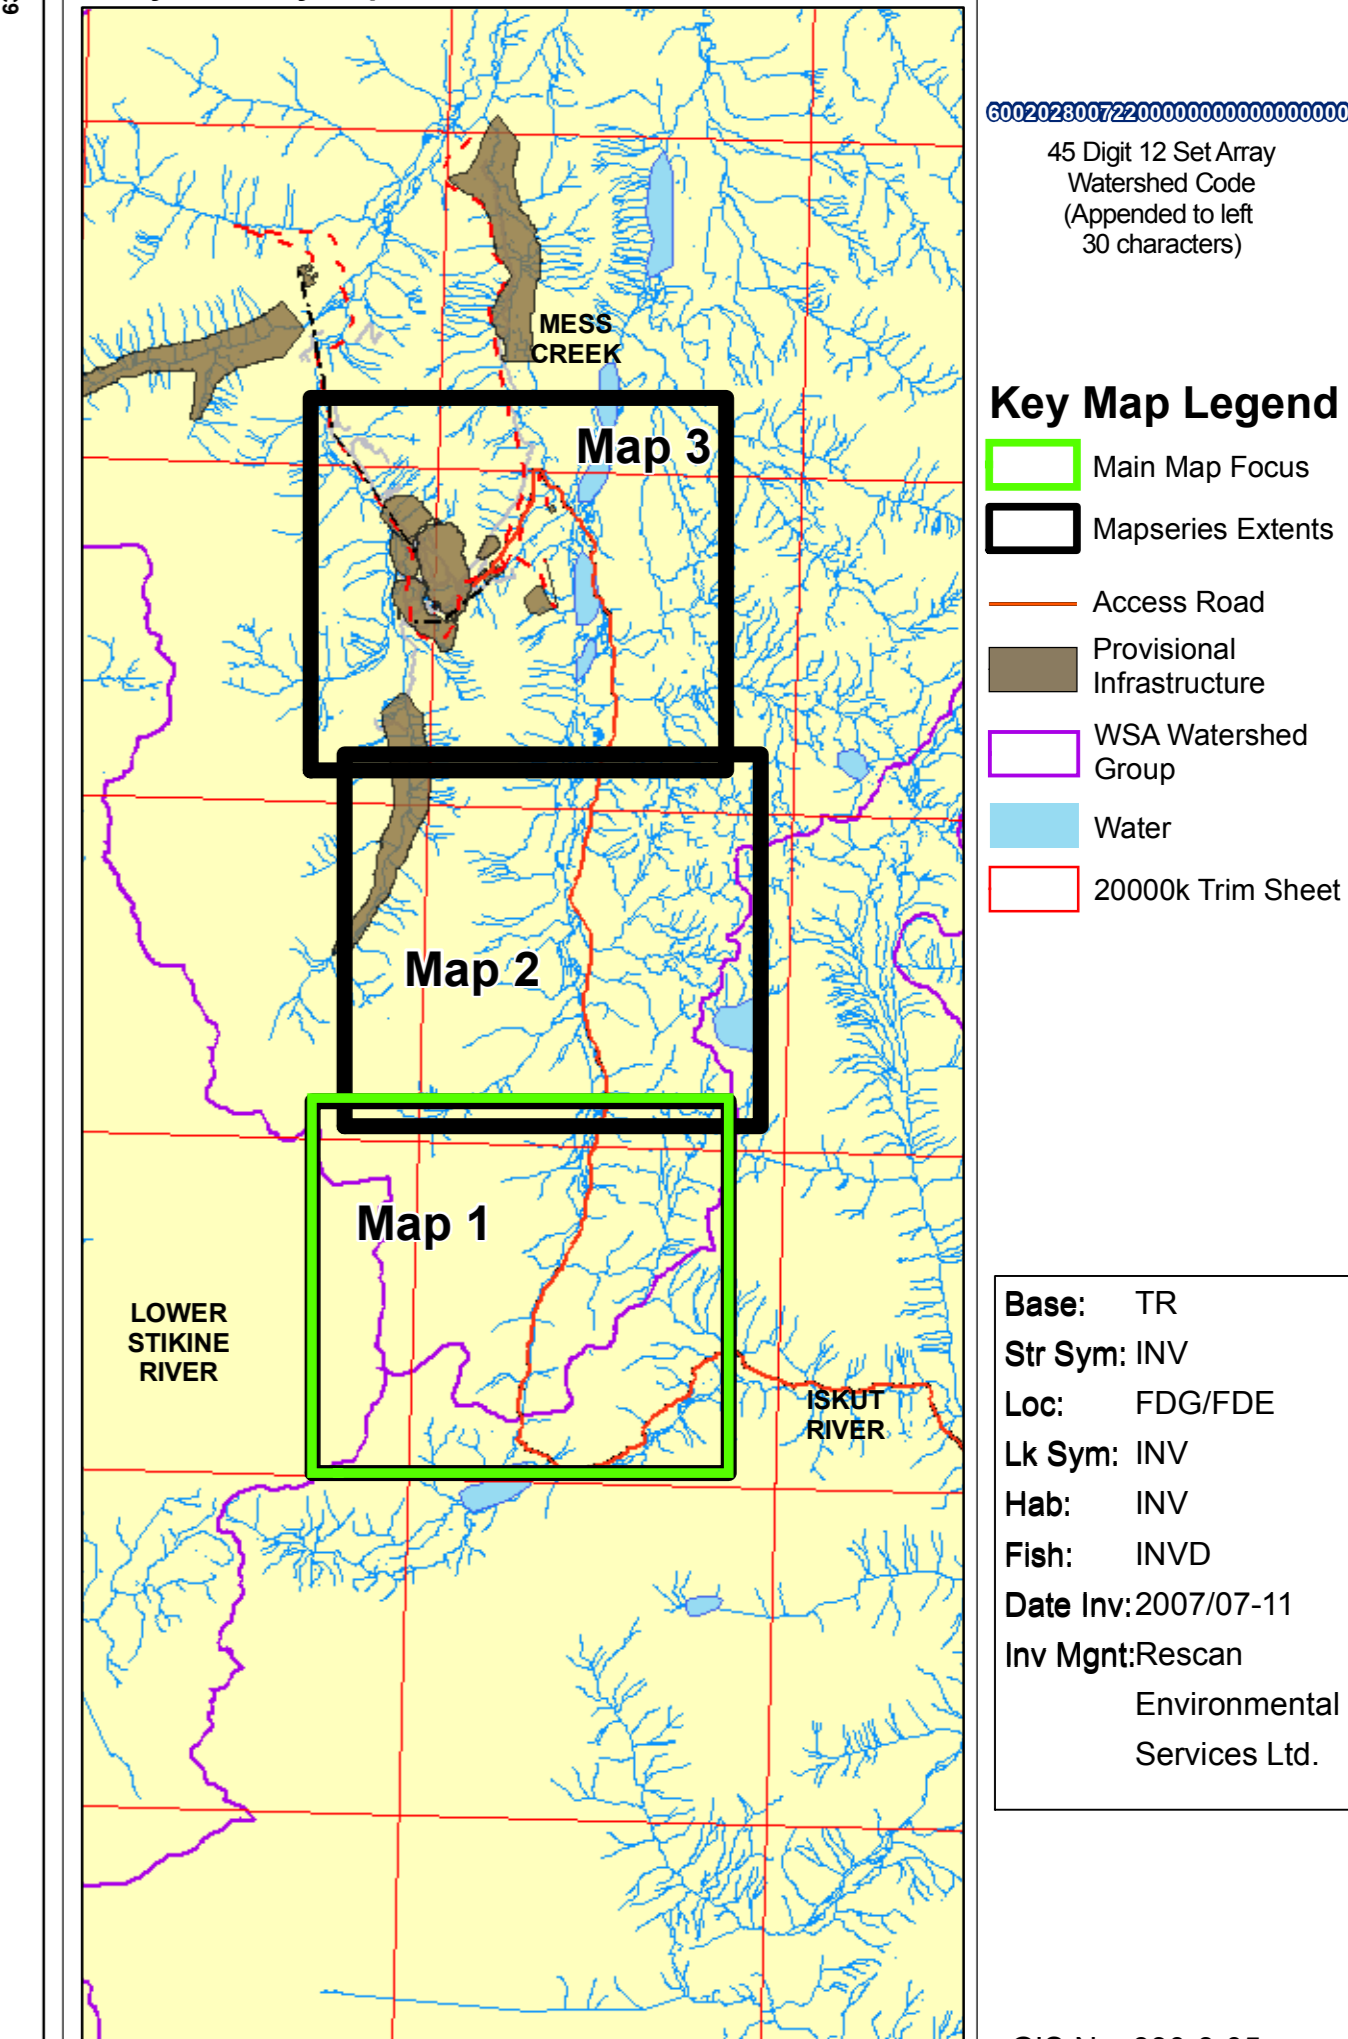 MESS
CREEK
Map 3
Map 2
Map 1
LOWER
STIKINE
RIVER
ISKUT
RIVER
45 Digit 12 Set Array
Watershed Code
(Appended to left
30 characters)
Key Map Legend
Main Map Focus
Mapseries Extents
Access Road
Provisional
Infrastructure
WSA Watershed
Group
Water
20000k Trim Sheet
Base: TR
Str Sym: INV
Loc: FDG/FDE
Lk Sym: INV
Hab: INV
Fish: INVD
Date Inv: 2007/07-11
Inv Mgnt: Rescan
Environmental
Services Ltd.